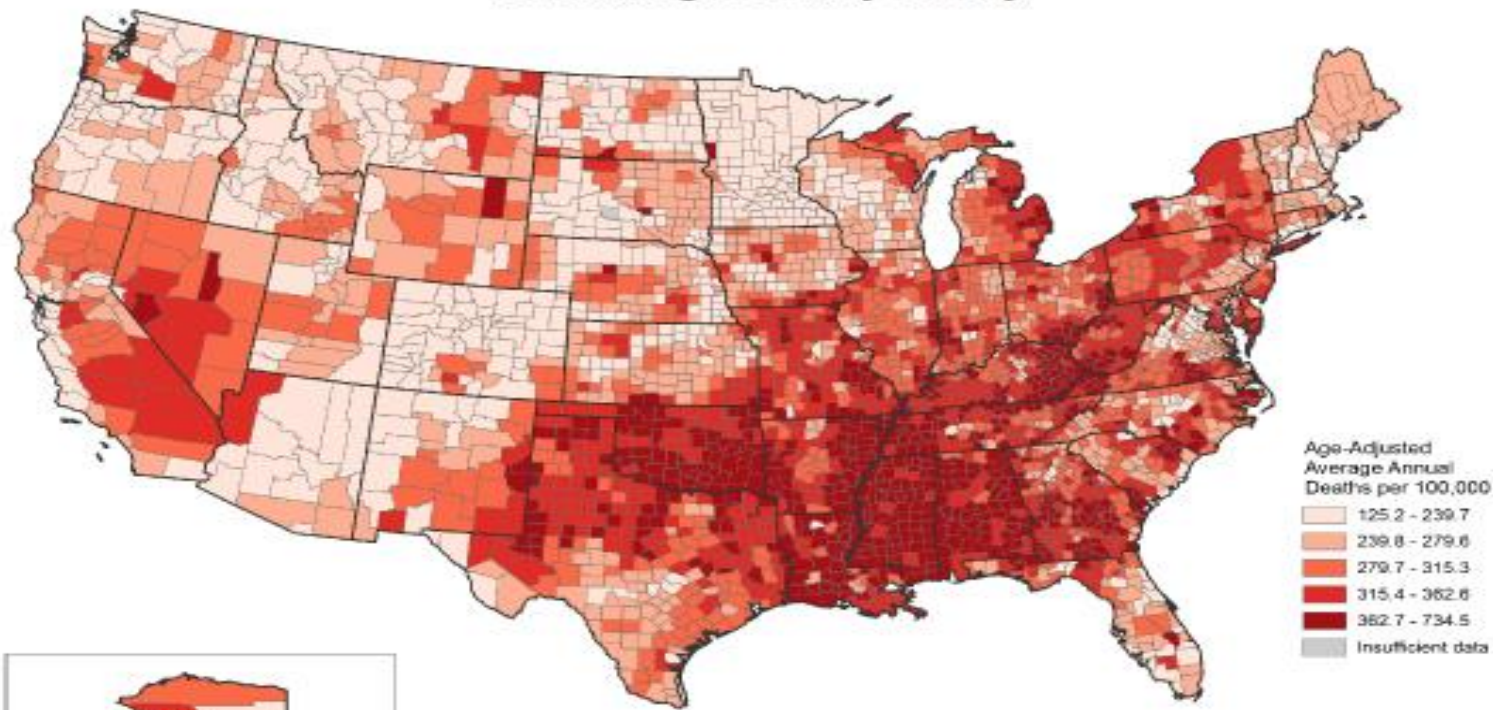 Age-Adjusted
Average Annual
Deaths per 100,000
125.2 - 239.7
239.8 - 279.6
279.7 - 315.3
315.4 - 362.6
362.7 - 734.5
Insufficient data